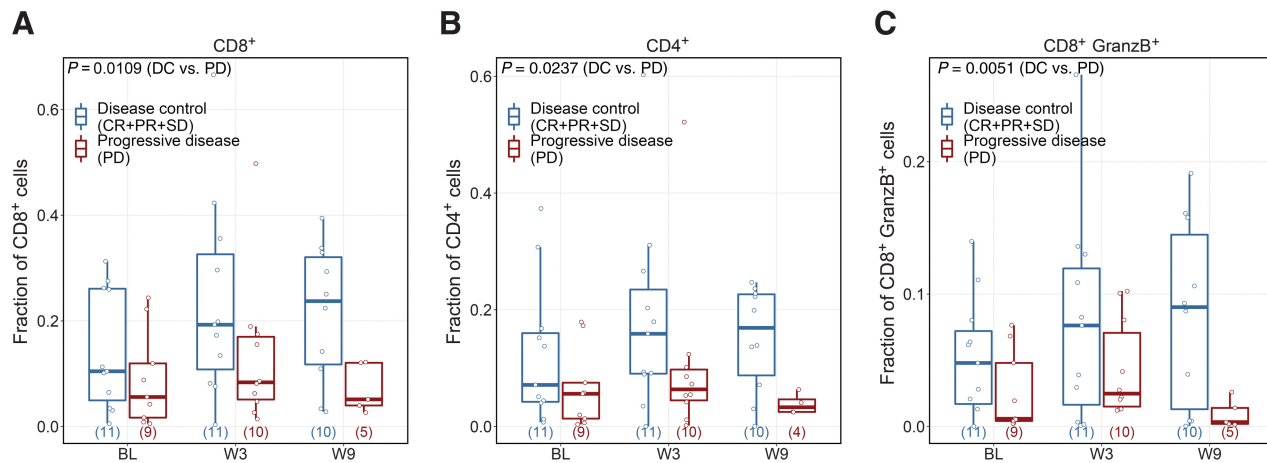 A
CD8⁺
P = 0.0109 (DC vs. PD)
Disease control
(CR+PR+SD)
Progressive disease
(PD)
Fraction of CD8⁺ cells
0.6
0.4
0.2
0.0
(11) (9) (11) (10) (10) (5)
BL W3 W9
B
CD4⁺
P = 0.0237 (DC vs. PD)
Disease control
(CR+PR+SD)
Progressive disease
(PD)
Fraction of CD4⁺ cells
0.6
0.4
0.2
0.0
(11) (9) (11) (10) (10) (4)
BL W3 W9
C
CD8⁺ GranzB⁺
P = 0.0051 (DC vs. PD)
Disease control
(CR+PR+SD)
Progressive disease
(PD)
Fraction of CD8⁺ GranzB⁺ cells
0.2
0.1
0.0
(11) (9) (11) (10) (10) (5)
BL W3 W9